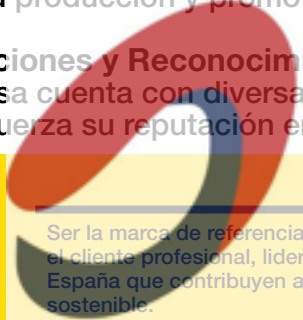 producción y promo
ciones y Reconocim
sa cuenta con diversa
uerza su reputación e
Ser la marca de referencia
el cliente profesional, lider
España que contribuyen a
sostenible.